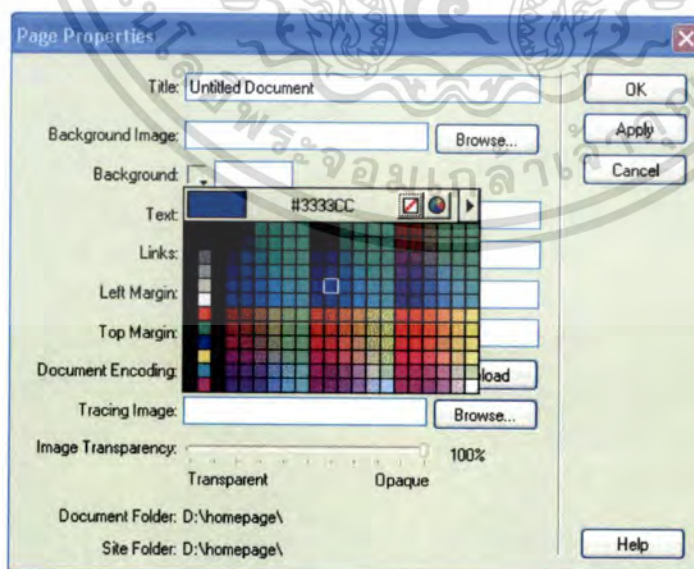 Page Properties
Title: Untitled Document
OK
Background Image: Browse...
Apply
Background:
Cancel
#3333CC
Text:
Links:
Left Margin:
Top Margin:
Document Encoding: load
Tracing Image: Browse...
Image Transparency: 100%
Transparent Opaque
Document Folder: D:\homepage\
Site Folder: D:\homepage\
Help